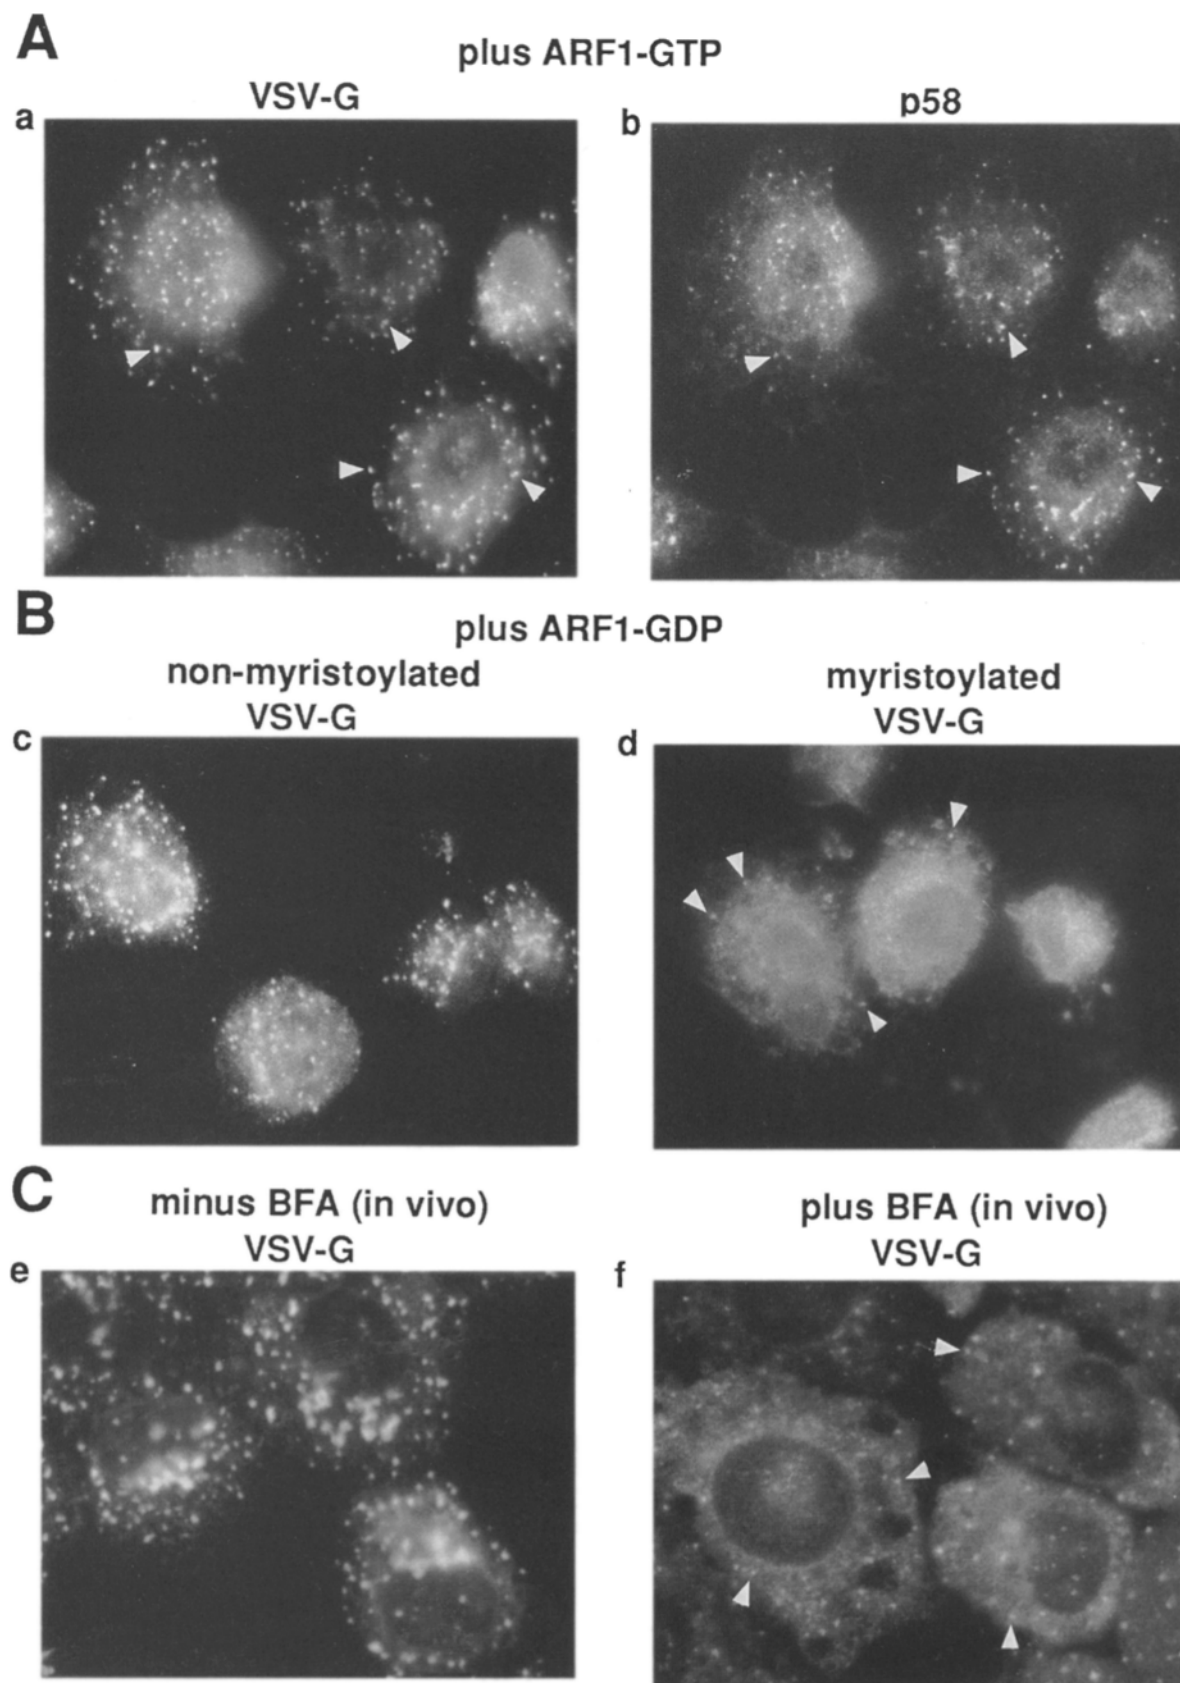 A
plus ARF1-GTP
VSV-G
p58
a
b
B
plus ARF1-GDP
non-myristoylated
VSV-G
myristoylated
VSV-G
c
d
C
minus BFA (in vivo)
VSV-G
plus BFA (in vivo)
VSV-G
e
f